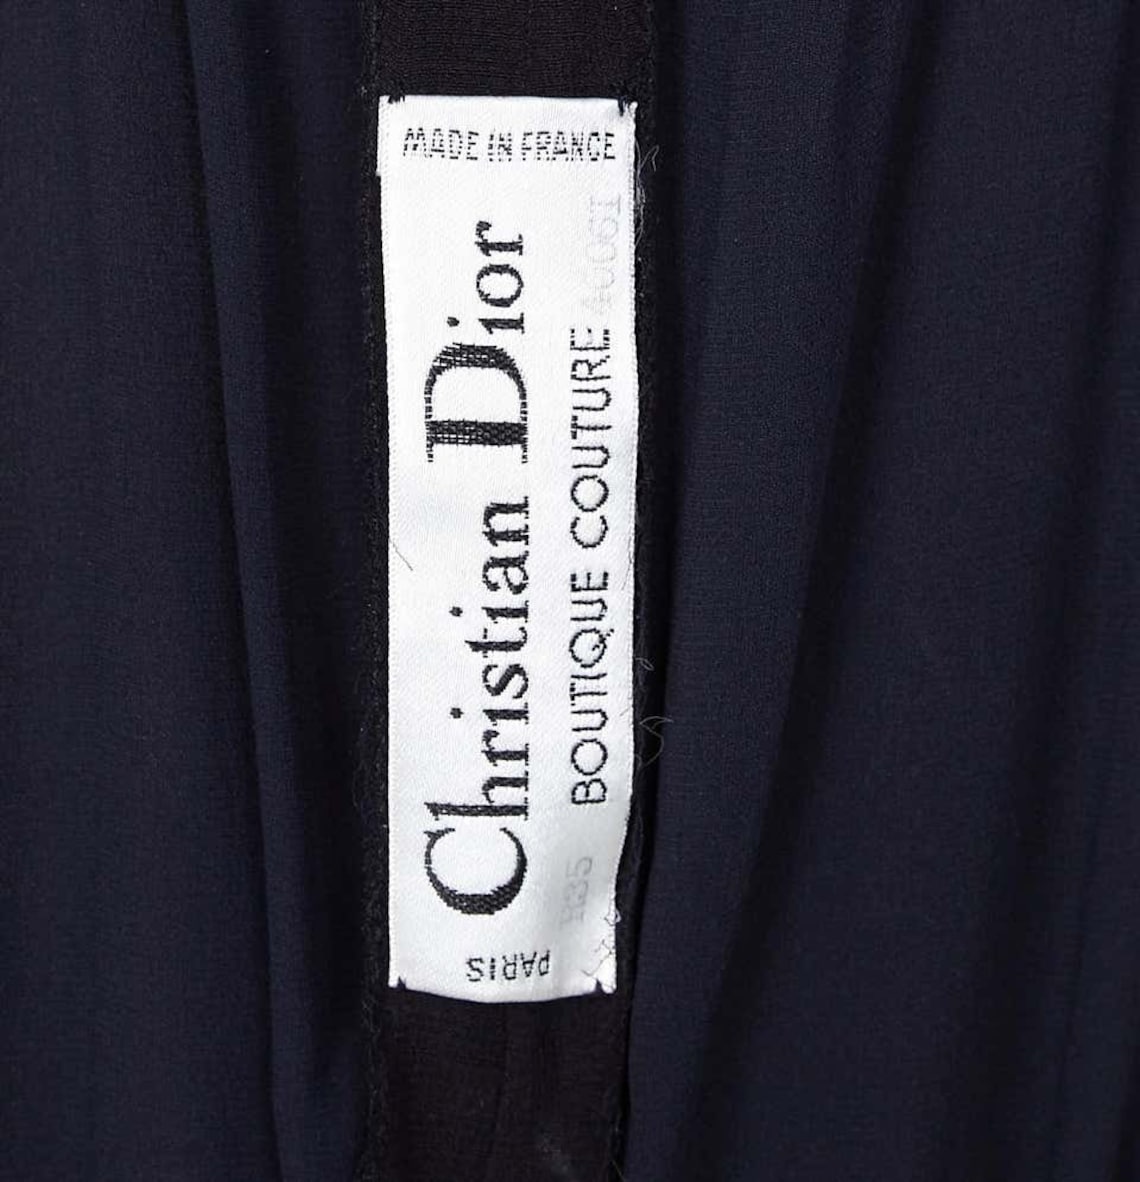 MADE IN FRANCE
Christian Dior
BOUTIQUE COUTURE
PARIS